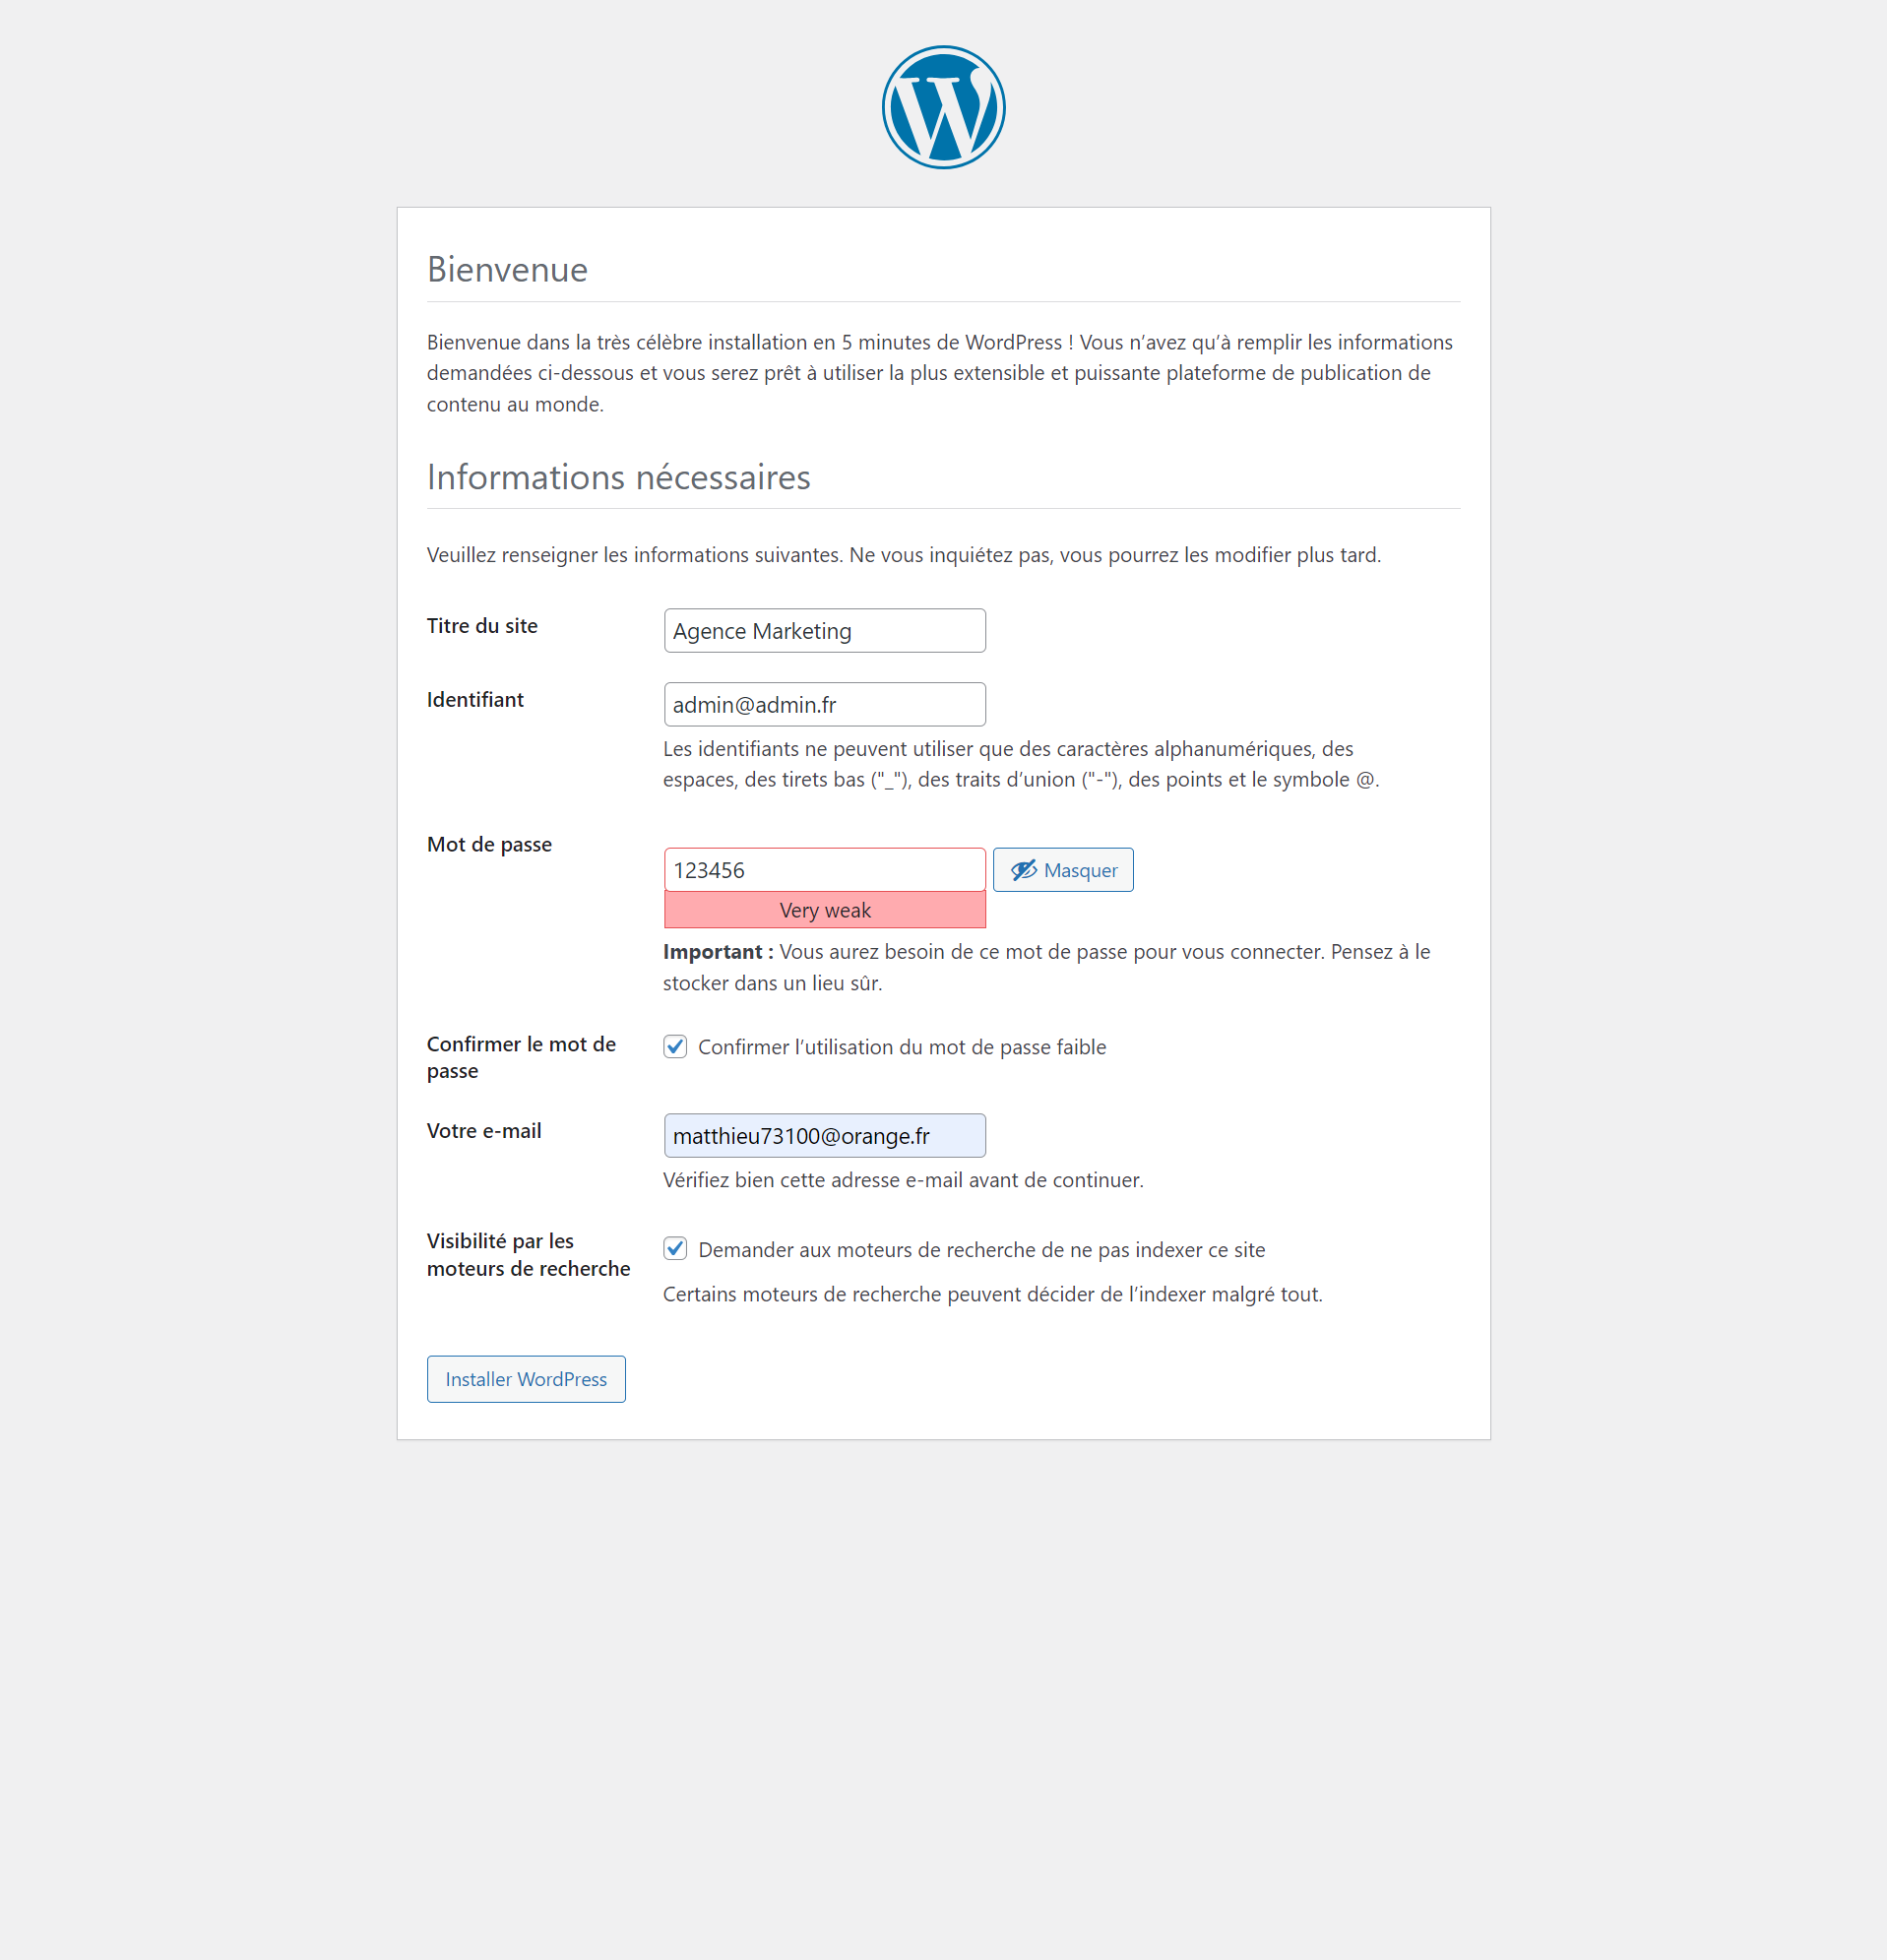 Bienvenue
Bienvenue dans la très célèbre installation en 5 minutes de WordPress ! Vous n’avez qu’à remplir les informations
demandées ci-dessous et vous serez prêt à utiliser la plus extensible et puissante plateforme de publication de
contenu au monde.
Informations nécessaires
Veuillez renseigner les informations suivantes. Ne vous inquiétez pas, vous pourrez les modifier plus tard.
Titre du site
Agence Marketing
Identifiant
admin@admin.fr
Les identifiants ne peuvent utiliser que des caractères alphanumériques, des
espaces, des tirets bas ("_"), des traits d’union ("-"), des points et le symbole @.
Mot de passe
123456
Masquer
Very weak
Important : Vous aurez besoin de ce mot de passe pour vous connecter. Pensez à le
stocker dans un lieu sûr.
Confirmer le mot de
passe
Confirmer l’utilisation du mot de passe faible
Votre e-mail
matthieu73100@orange.fr
Vérifiez bien cette adresse e-mail avant de continuer.
Visibilité par les
moteurs de recherche
Demander aux moteurs de recherche de ne pas indexer ce site
Certains moteurs de recherche peuvent décider de l’indexer malgré tout.
Installer WordPress